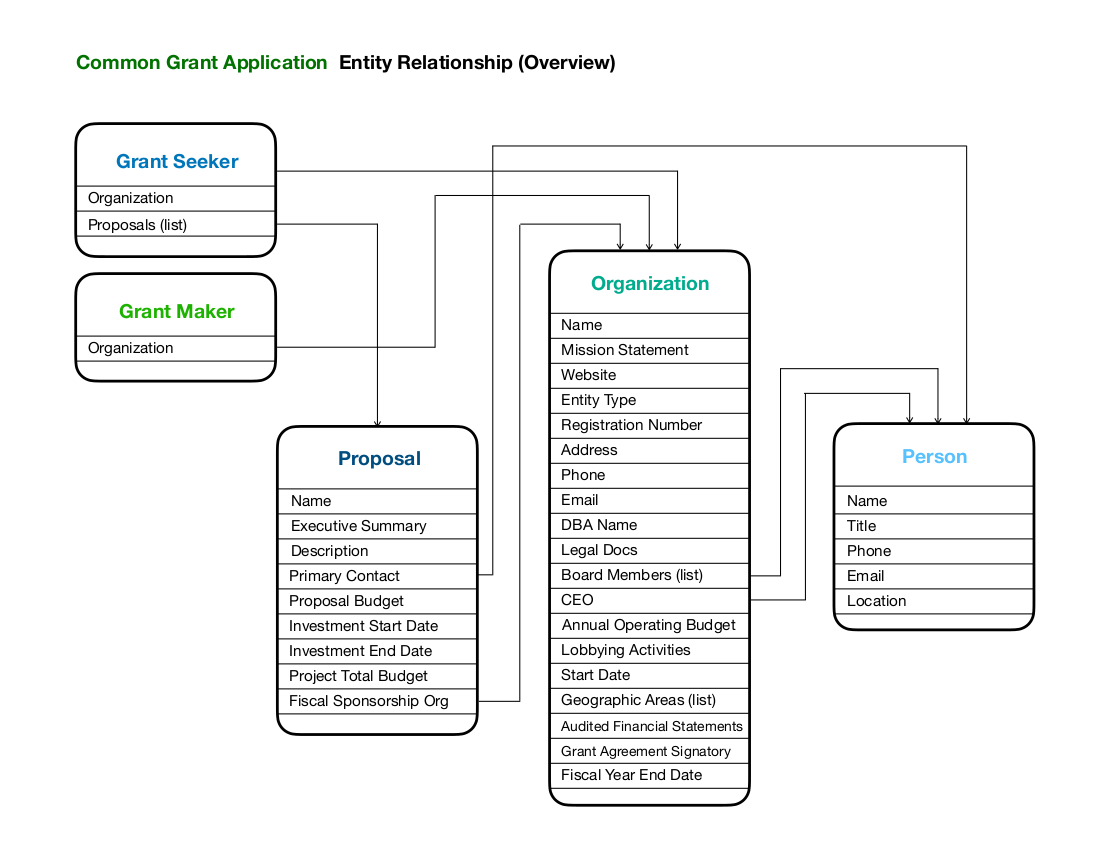 Common Grant Application Entity Relationship (Overview)
Grant Seeker
Organization
Proposals (list)
Grant Maker
Organization
Proposal
Name
Executive Summary
Description
Primary Contact
Proposal Budget
Investment Start Date
Investment End Date
Project Total Budget
Fiscal Sponsorship Org
Organization
Name
Mission Statement
Website
Entity Type
Registration Number
Address
Phone
Email
DBA Name
Legal Docs
Board Members (list)
CEO
Annual Operating Budget
Lobbying Activities
Start Date
Geographic Areas (list)
Audited Financial Statements
Grant Agreement Signatory
Fiscal Year End Date
Person
Name
Title
Phone
Email
Location